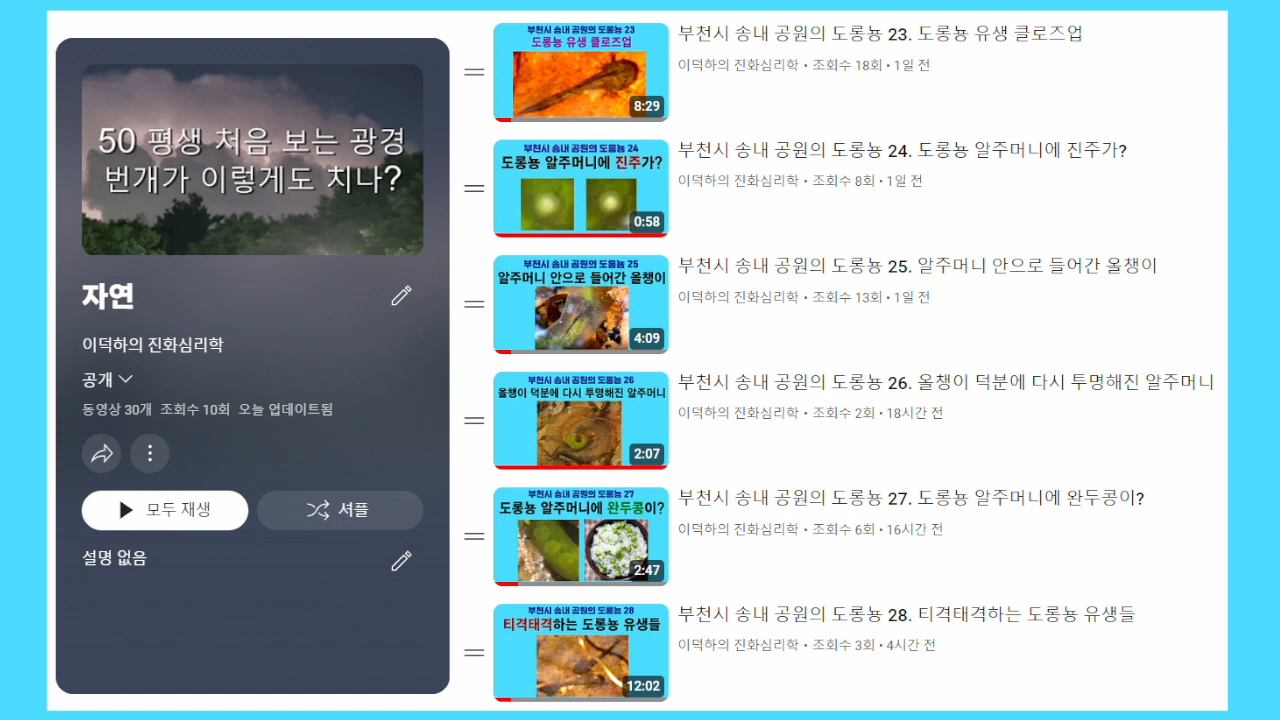 50 평생 처음 보는 광경
번개가 이렇게도 치나?
자연
이덕하의 진화심리학
공개
동영상 30개 조회수 10회 오늘 업데이트됨
모두 재생
셔플
설명 없음
부천시 송내 공원의 도롱뇽 23
도롱뇽 유생 클로즈업
8:29
부천시 송내 공원의 도롱뇽 23. 도롱뇽 유생 클로즈업
이덕하의 진화심리학 • 조회수 18회 • 1일 전
부천시 송내 공원의 도롱뇽 24
도롱뇽 알주머니에 진주가?
0:58
부천시 송내 공원의 도롱뇽 24. 도롱뇽 알주머니에 진주가?
이덕하의 진화심리학 • 조회수 8회 • 1일 전
부천시 송내 공원의 도롱뇽 25
알주머니 안으로 들어간 올챙이
4:09
부천시 송내 공원의 도롱뇽 25. 알주머니 안으로 들어간 올챙이
이덕하의 진화심리학 • 조회수 13회 • 1일 전
부천시 송내 공원의 도롱뇽 26
올챙이 덕분에 다시 투명해진 알주머니
2:07
부천시 송내 공원의 도롱뇽 26. 올챙이 덕분에 다시 투명해진 알주머니
이덕하의 진화심리학 • 조회수 2회 • 18시간 전
부천시 송내 공원의 도롱뇽 27
도롱뇽 알주머니에 완두콩이?
2:47
부천시 송내 공원의 도롱뇽 27. 도롱뇽 알주머니에 완두콩이?
이덕하의 진화심리학 • 조회수 6회 • 16시간 전
부천시 송내 공원의 도롱뇽 28
티격태격하는 도롱뇽 유생들
12:02
부천시 송내 공원의 도롱뇽 28. 티격태격하는 도롱뇽 유생들
이덕하의 진화심리학 • 조회수 3회 • 4시간 전